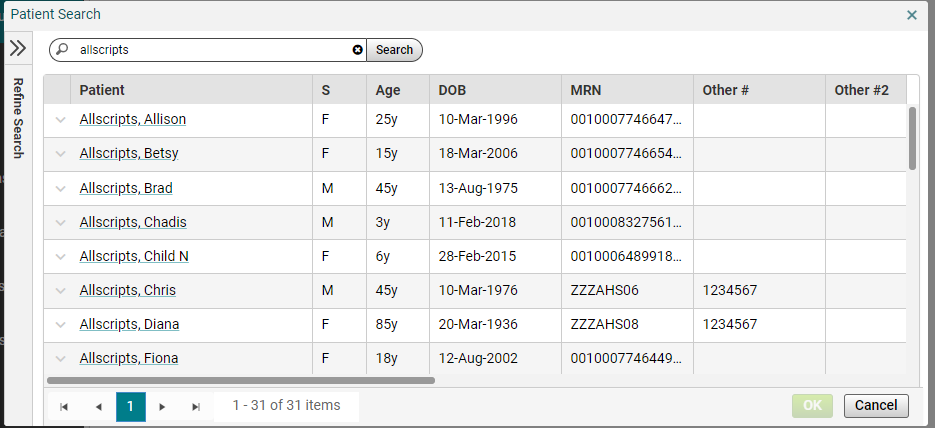 Patient Search
allscripts Search
Refine Search
Patient S Age DOB MRN Other # Other #2
Allscripts, Allison F 25y 10-Mar-1996 0010007746647...
Allscripts, Betsy F 15y 18-Mar-2006 0010007746654...
Allscripts, Brad M 45y 13-Aug-1975 0010007746662...
Allscripts, Chadis M 3y 11-Feb-2018 0010008327561...
Allscripts, Child N F 6y 28-Feb-2015 0010006489918...
Allscripts, Chris M 45y 10-Mar-1976 ZZZAHS06 1234567
Allscripts, Diana F 85y 20-Mar-1936 ZZZAHS08 1234567
Allscripts, Fiona F 18y 12-Aug-2002 0010007746449...
1 1 - 31 of 31 items OK Cancel